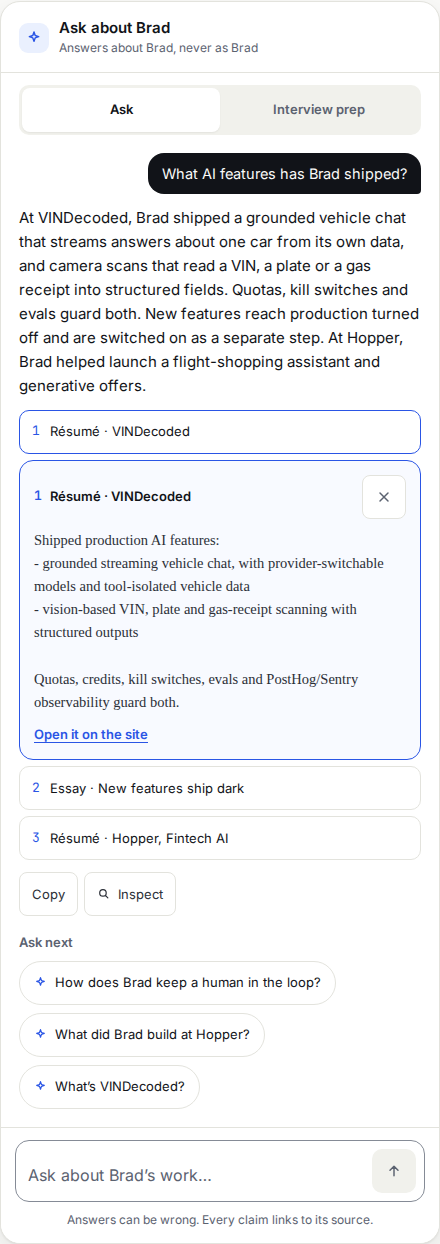 Ask about Brad
Answers about Brad, never as Brad
Ask
Interview prep
What AI features has Brad shipped?
At VINDecoded, Brad shipped a grounded vehicle chat
that streams answers about one car from its own data,
and camera scans that read a VIN, a plate or a gas
receipt into structured fields. Quotas, kill switches and
evals guard both. New features reach production turned
off and are switched on as a separate step. At Hopper,
Brad helped launch a flight-shopping assistant and
generative offers.
1 Résumé · VINDecoded
1 Résumé · VINDecoded
Shipped production AI features:
- grounded streaming vehicle chat, with provider-switchable
models and tool-isolated vehicle data
- vision-based VIN, plate and gas-receipt scanning with
structured outputs
Quotas, credits, kill switches, evals and PostHog/Sentry
observability guard both.
Open it on the site
2 Essay · New features ship dark
3 Résumé · Hopper, Fintech AI
Copy
Inspect
Ask next
How does Brad keep a human in the loop?
What did Brad build at Hopper?
What's VINDecoded?
Ask about Brad's work…
Answers can be wrong. Every claim links to its source.